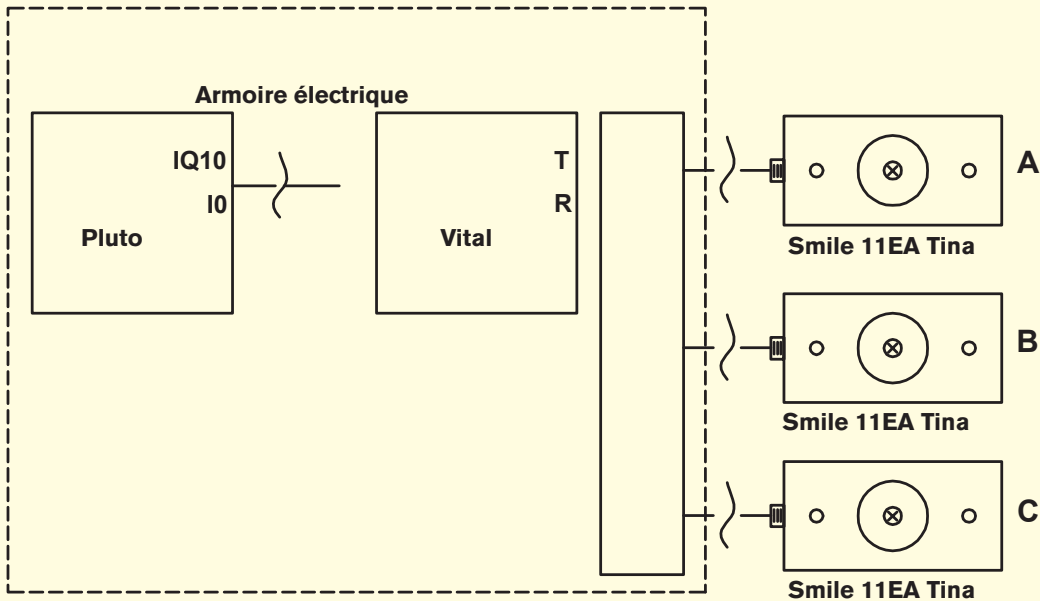 Armoire électrique
IQ10
I0
Pluto
T
R
Vital
A
Smile 11EA Tina
B
Smile 11EA Tina
C
Smile 11EA Tina